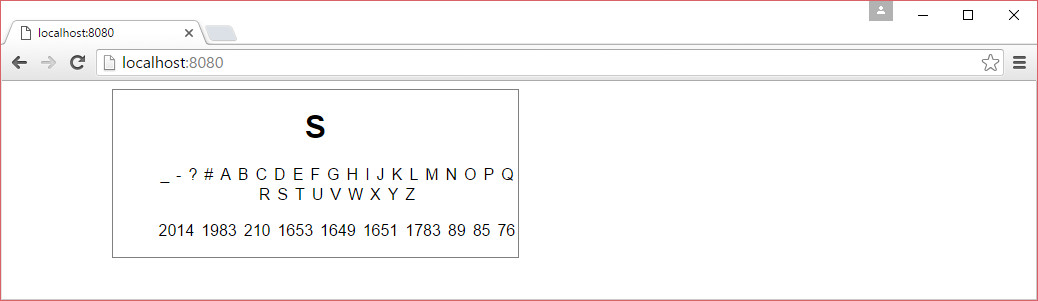 localhost:8080
localhost:8080
S
_ - ? # A B C D E F G H I J K L M N O P Q
R S T U V W X Y Z
2014 1983 210 1653 1649 1651 1783 89 85 76